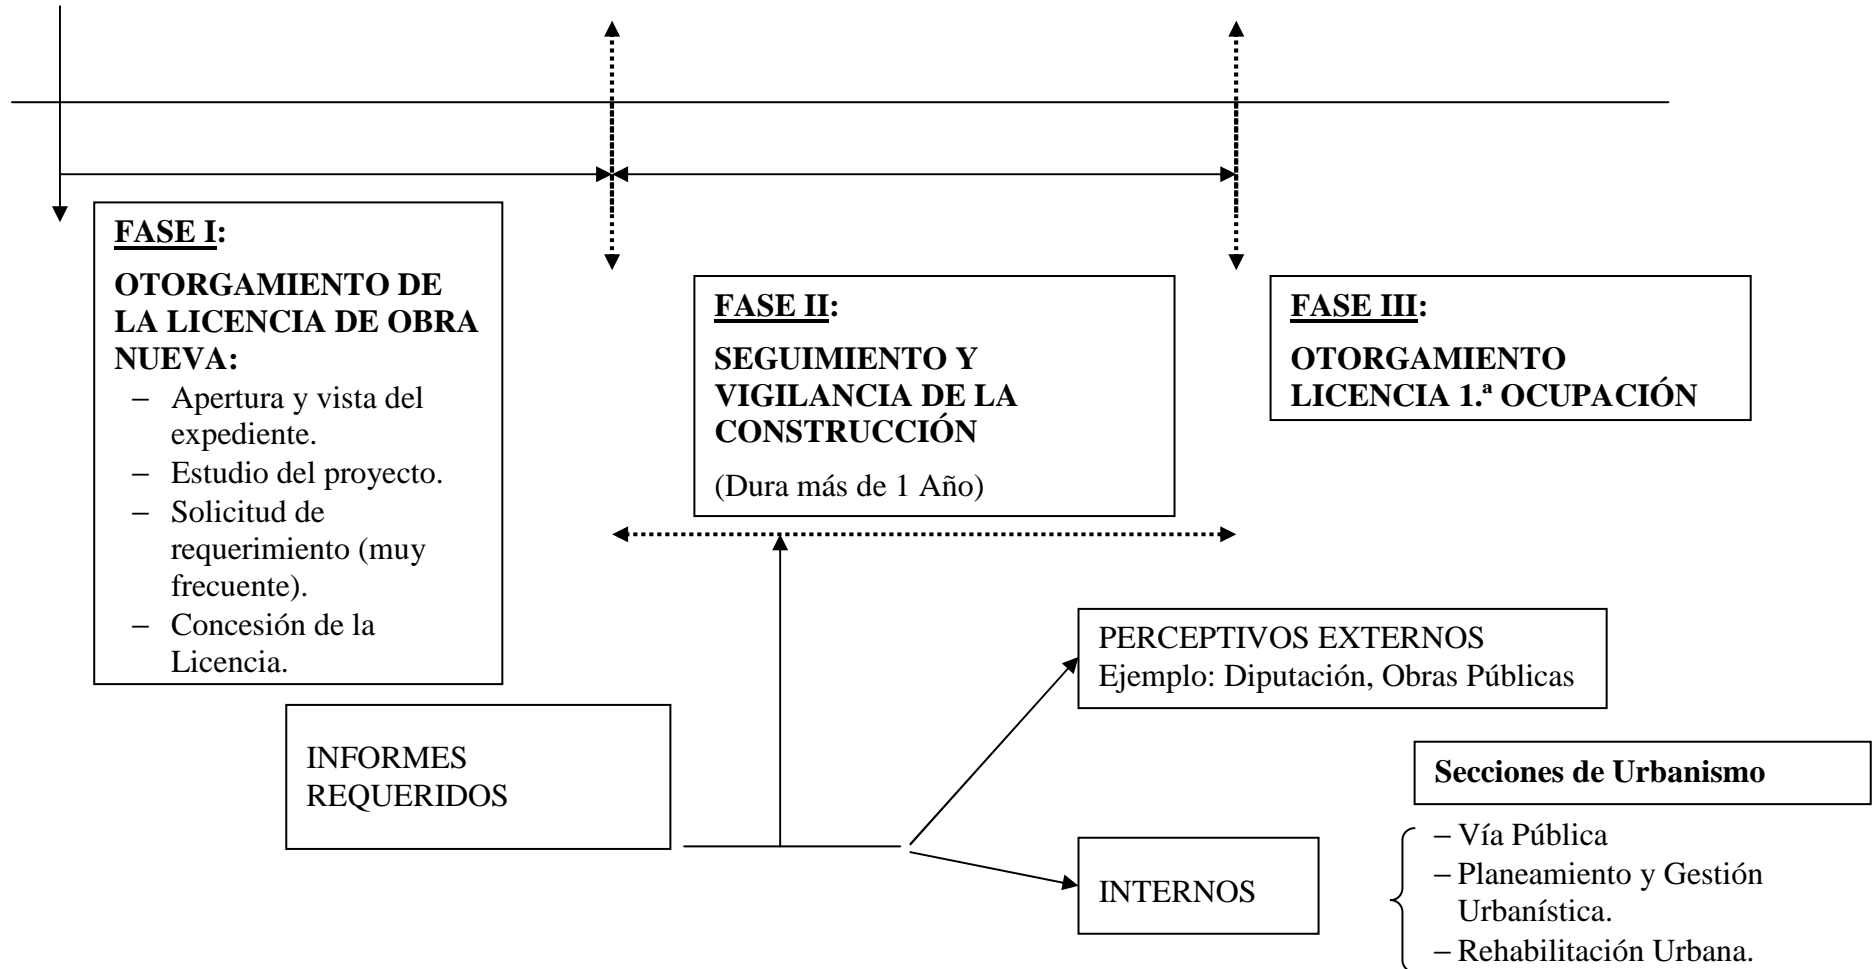 FASE I:
OTORGAMIENTO DE
LA LICENCIA DE OBRA
NUEVA:
– Apertura y vista del
expediente.
– Estudio del proyecto.
– Solicitud de
requerimiento (muy
frecuente).
– Concesión de la
Licencia.
FASE II:
SEGUIMIENTO Y
VIGILANCIA DE LA
CONSTRUCCIÓN
(Dura más de 1 Año)
FASE III:
OTORGAMIENTO
LICENCIA 1.ª OCUPACIÓN
INFORMES
REQUERIDOS
PERCEPTIVOS EXTERNOS
Ejemplo: Diputación, Obras Públicas
INTERNOS
Secciones de Urbanismo
– Vía Pública
– Planeamiento y Gestión
Urbanística.
– Rehabilitación Urbana.